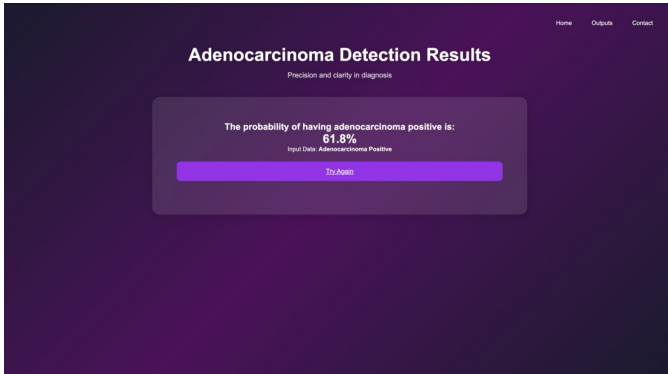 Home Outputs Contact
Adenocarcinoma Detection Results
Precision and clarity in diagnosis
The probability of having adenocarcinoma positive is:
61.8%
Input Data: Adenocarcinoma Positive
Try Again